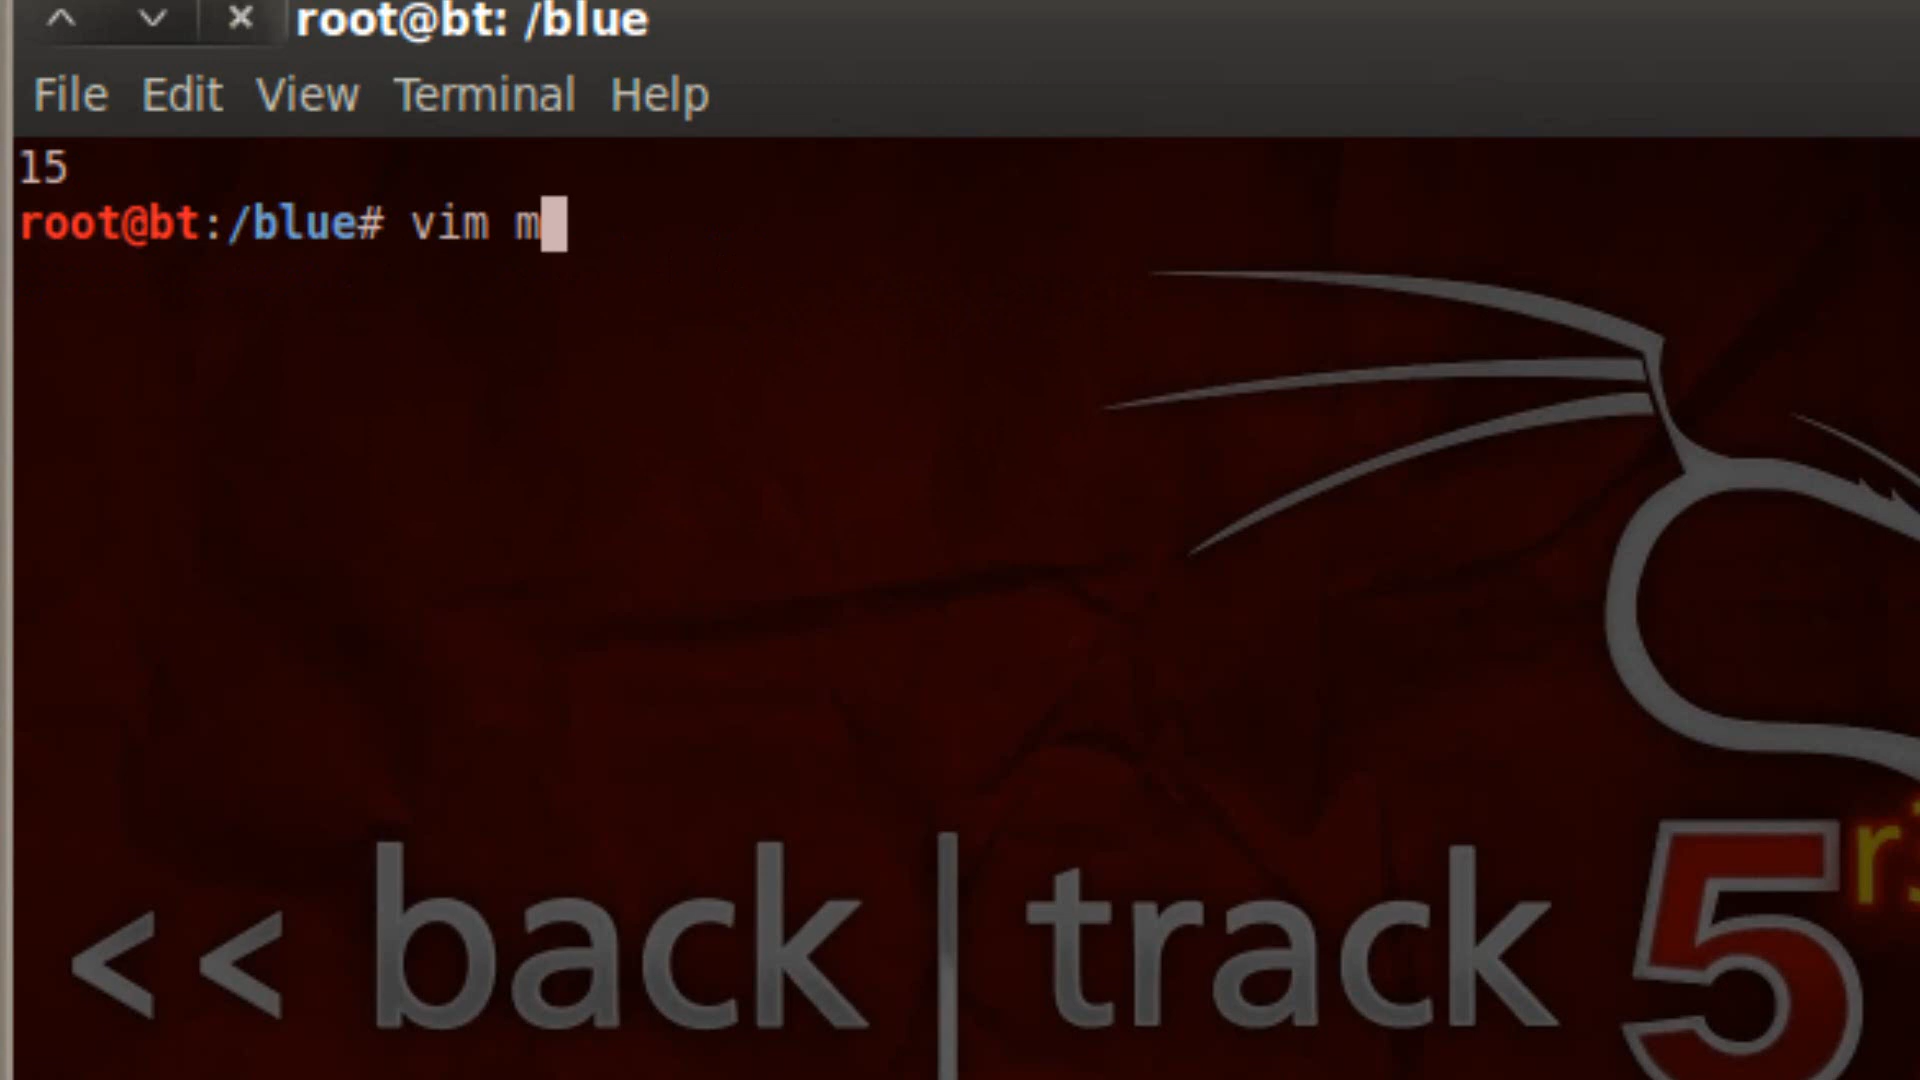 root@bt: /blue
File Edit View Terminal Help
15
root@bt:/blue# vim m
<< back | track 5